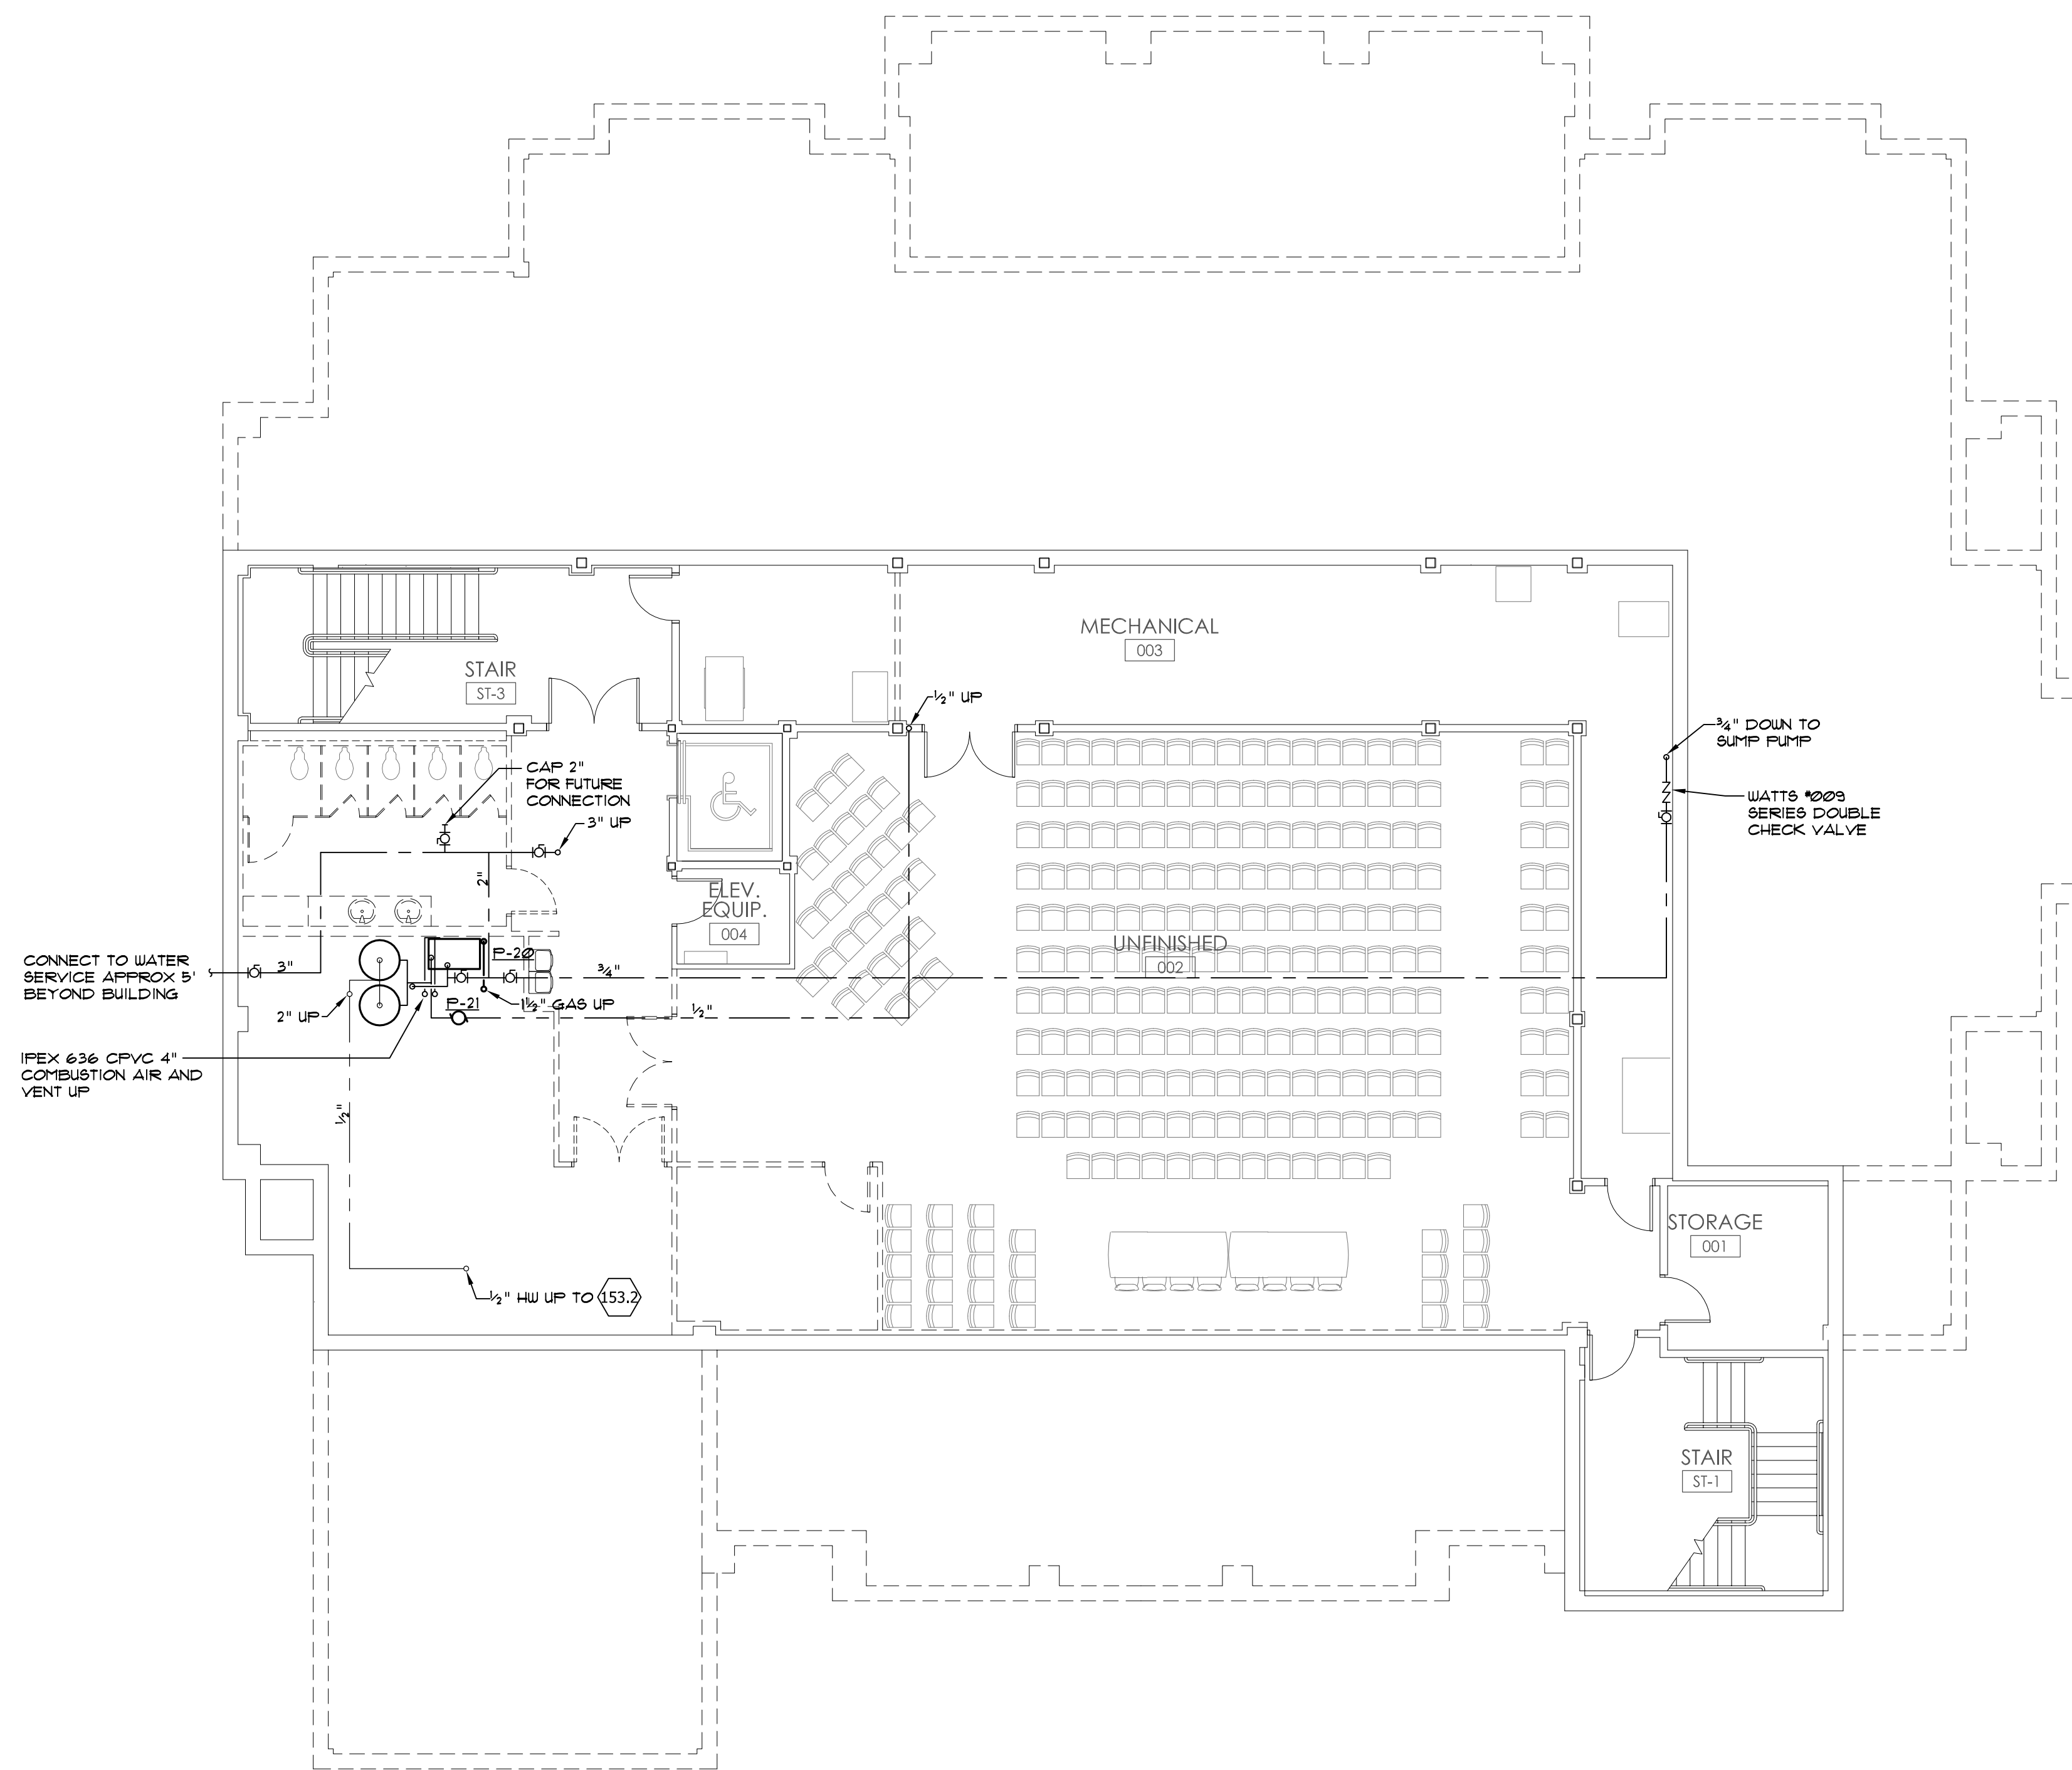 MECHANICAL
003
STAIR
ST-3
½" UP
¾" DOWN TO
SUMP PUMP
CAP 2"
FOR FUTURE
CONNECTION
WATTS #009
SERIES DOUBLE
CHECK VALVE
3" UP
2"
ELEV.
EQUIP.
004
UNFINISHED
002
CONNECT TO WATER
SERVICE APPROX 5'
BEYOND BUILDING
3"
P-20
¾"
P-21
1½" GAS UP
½"
2" UP
IPEX 636 CPVC 4"
COMBUSTION AIR AND
VENT UP
½"
STORAGE
001
½" HW UP TO 153.2
STAIR
ST-1